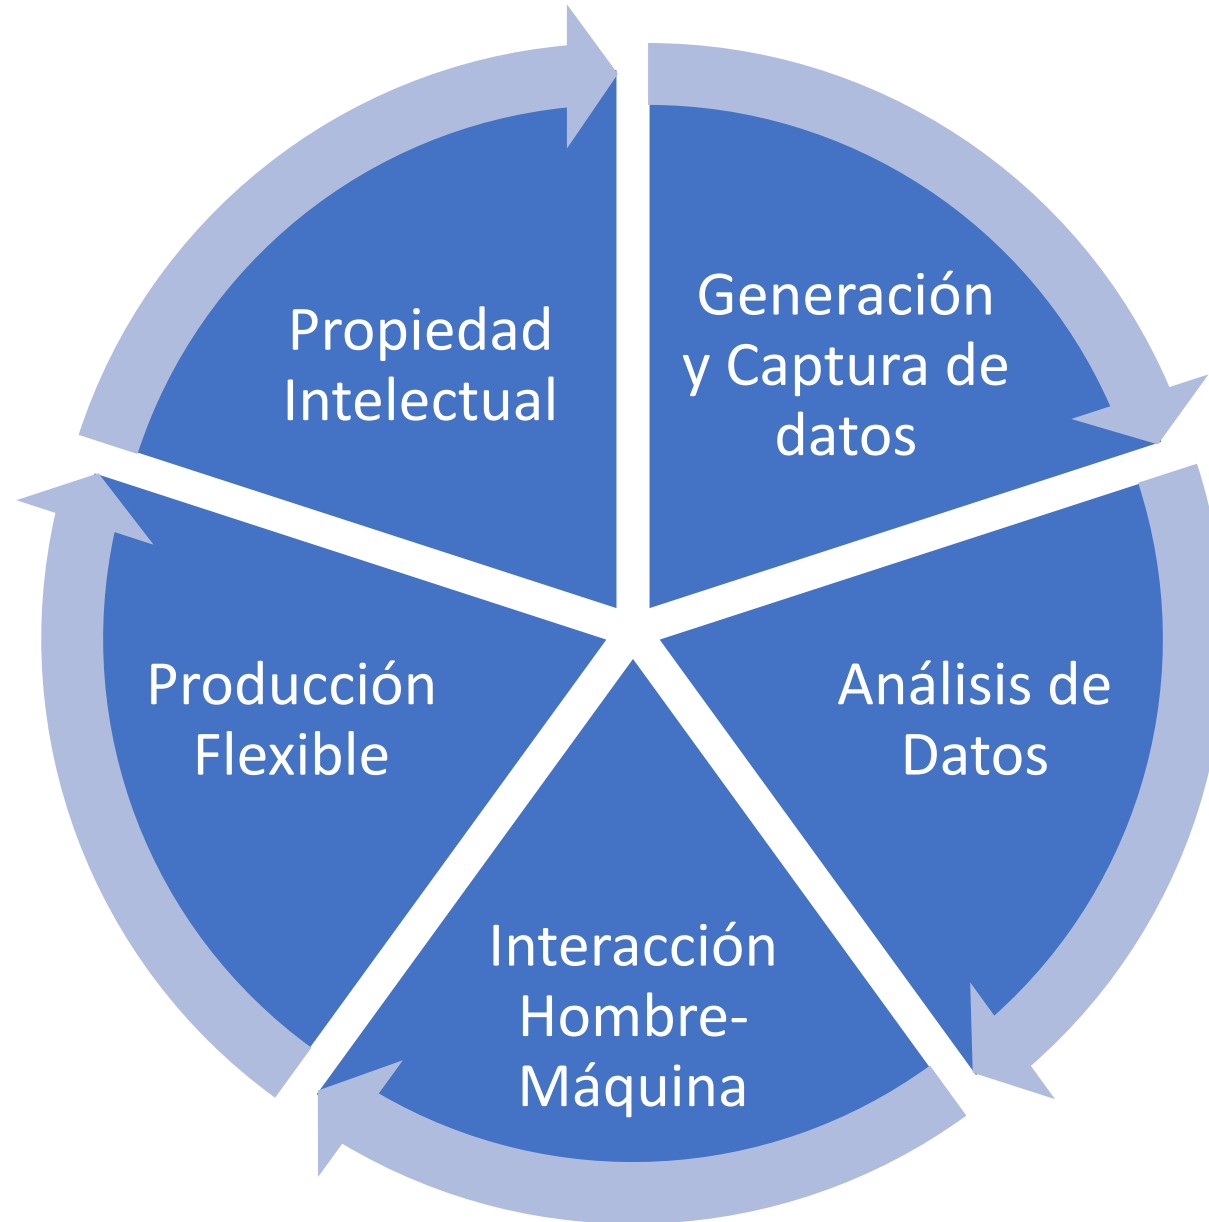 Generación
y Captura de
datos
Análisis de
Datos
Interacción
Hombre-
Máquina
Producción
Flexible
Propiedad
Intelectual